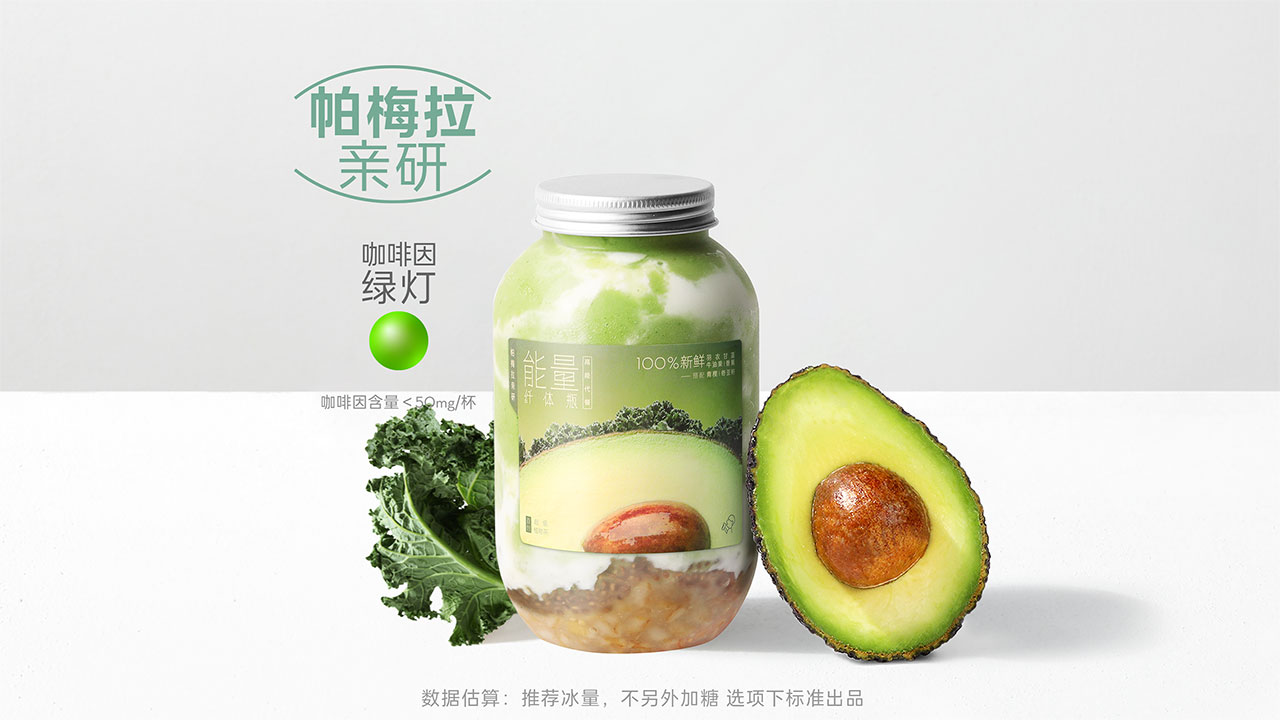 帕梅拉
亲研
咖啡因
绿灯
咖啡因含量<50mg/杯
能量
纤体瓶
100%新鲜
数据估算：推荐冰量，不另外加糖 选项下标准出品